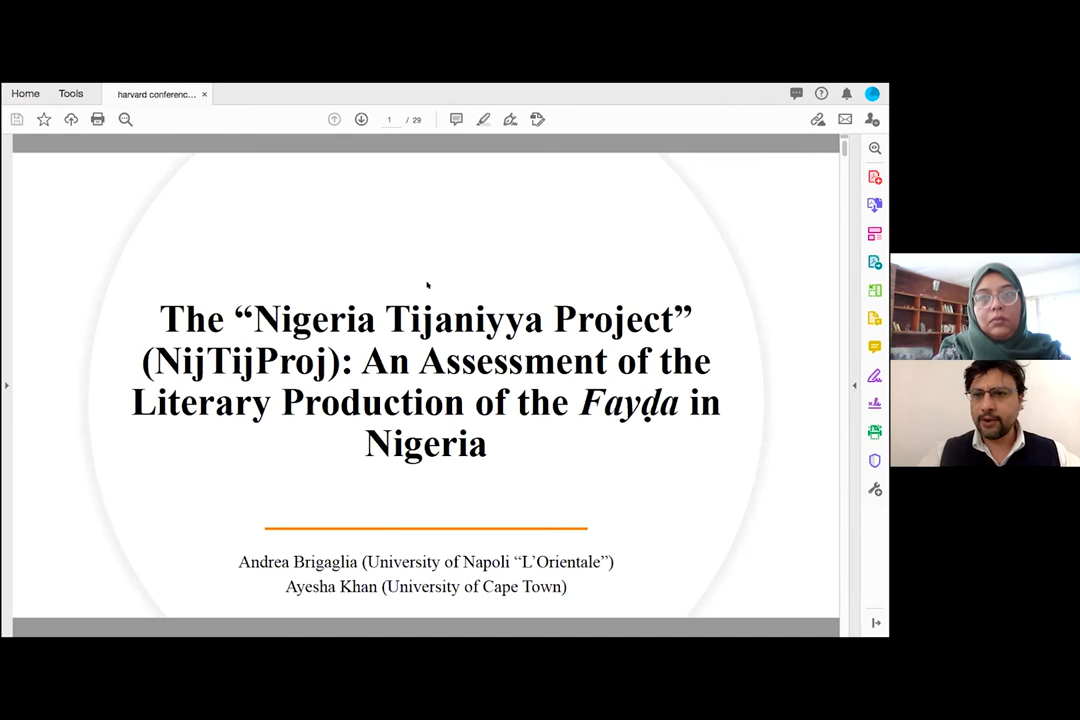 Home Tools harvard conferenc... ×
1 / 29
The “Nigeria Tijaniyya Project”
(NijTijProj): An Assessment of the
Literary Production of the Fayḍa in
Nigeria
Andrea Brigaglia (University of Napoli “L’Orientale”)
Ayesha Khan (University of Cape Town)